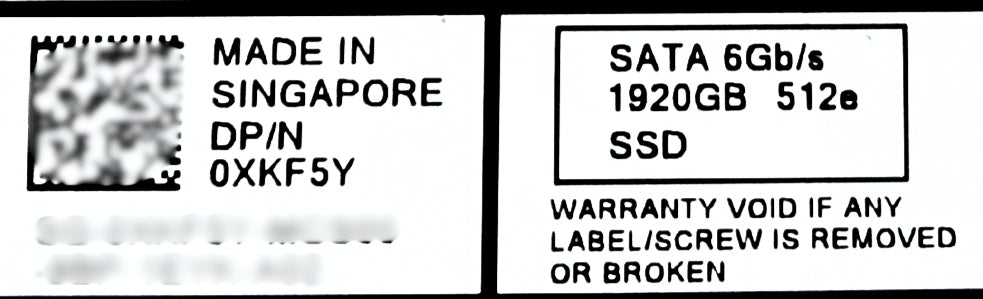 MADE IN
SINGAPORE
DP/N
0XKF5Y
SATA 6Gb/s
1920GB 512e
SSD
WARRANTY VOID IF ANY
LABEL/SCREW IS REMOVED
OR BROKEN